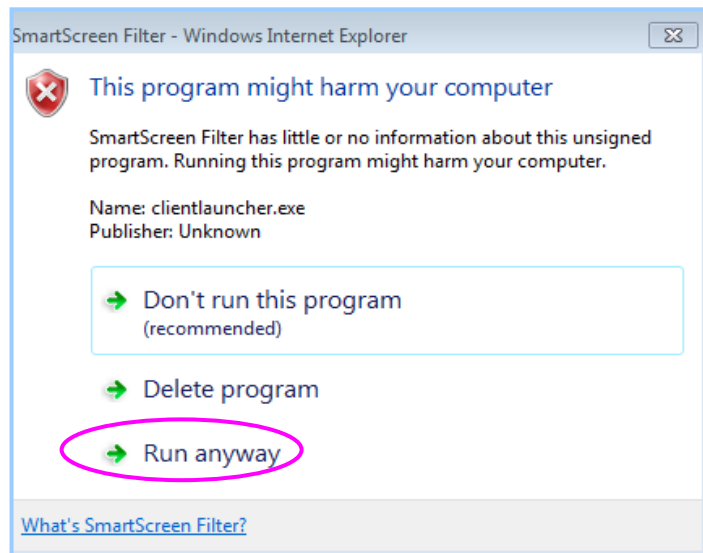 SmartScreen Filter - Windows Internet Explorer
This program might harm your computer
SmartScreen Filter has little or no information about this unsigned
program. Running this program might harm your computer.
Name: clientlauncher.exe
Publisher: Unknown
Don't run this program
(recommended)
Delete program
Run anyway
What's SmartScreen Filter?